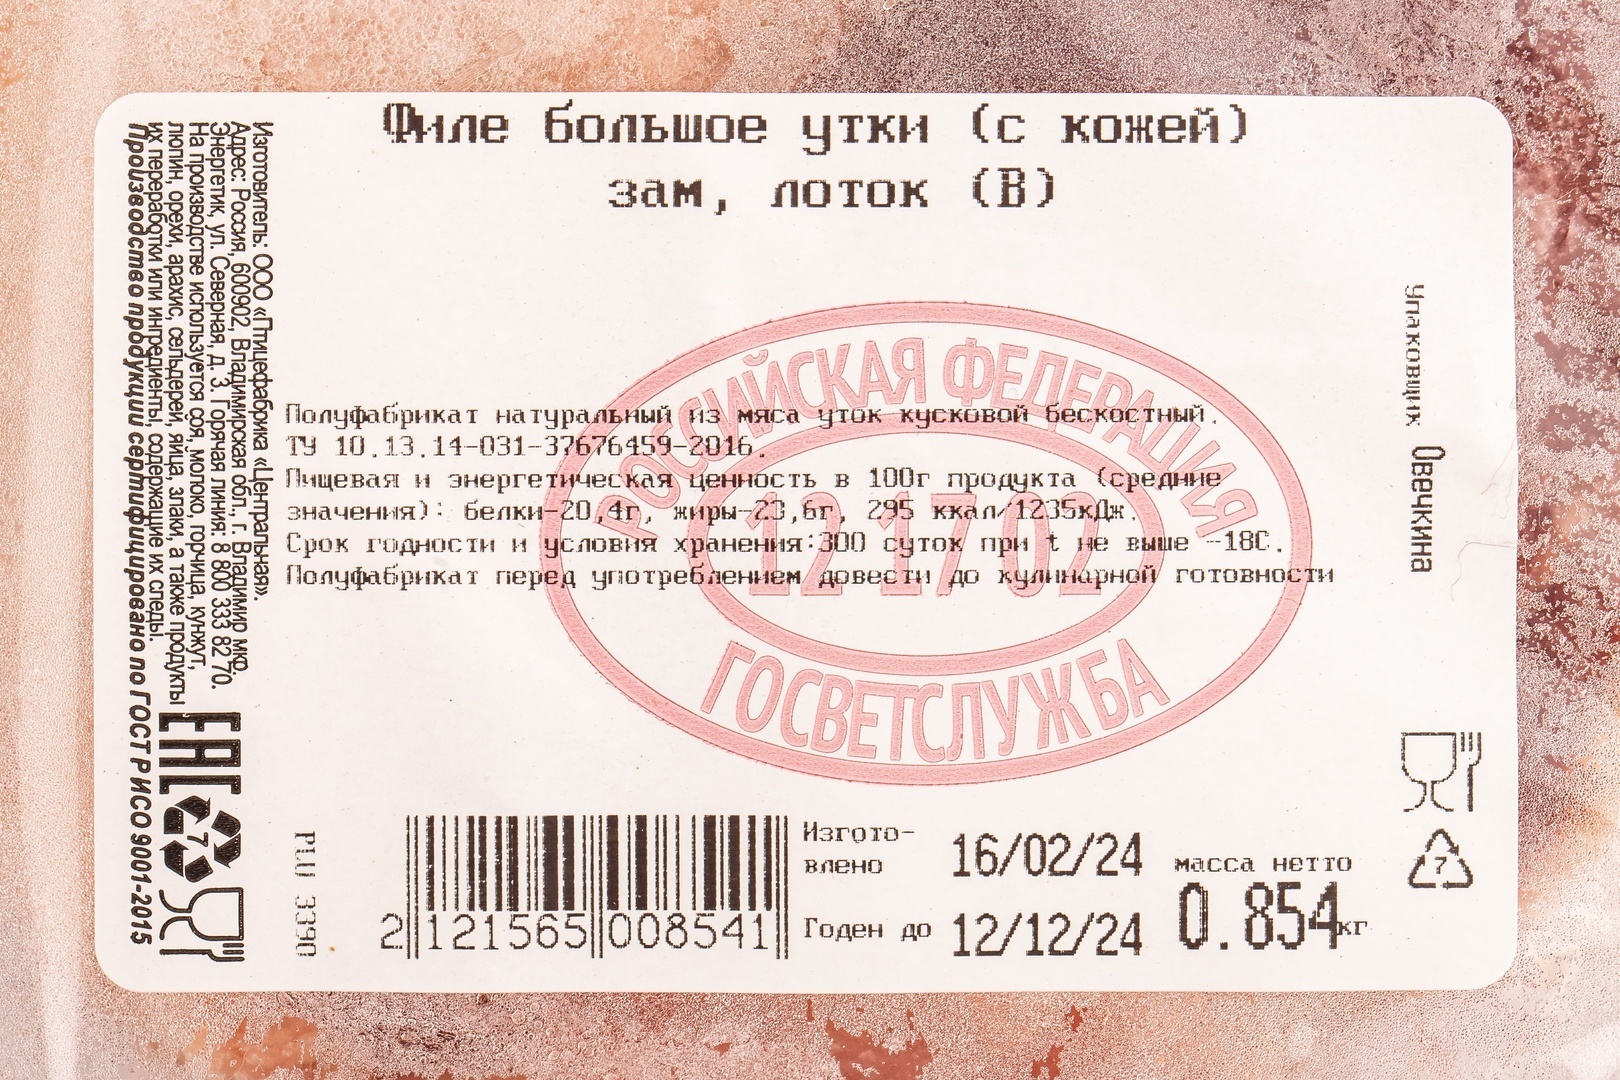 Филе большое утки (с кожей)
зам, лоток (В)
Изготовитель: ООО «Птицефабрика «Центральная».
Адрес: Россия, 600902, Владимирская обл., г. Владимир мкр.
Энергетик, ул. Северная, д. 3. Горячая линия: 8 800 333 82 70.
На производстве используется соя, молоко, горчица, кунжут,
люпин, орехи, арахис, сельдерей, яйца, злаки, а также продукты
их переработки или ингредиенты, содержащие их следы.
Производство продукции сертифицировано по ГОСТ Р ИСО 9001-2015
EAC
7
РОССИЙСКАЯ ФЕДЕРАЦИЯ
12 17 02
ГОСВЕТСЛУЖБА
Полуфабрикат натуральный из мяса уток кусковой бескостный.
ТУ 10.13.14-031-37676459-2016.
Пищевая и энергетическая ценность в 100г продукта (средние
значения): белки-20,4г, жиры-23,6г, 295 ккал/1235кДж.
Срок годности и условия хранения:300 суток при t не выше -18С.
Полуфабрикат перед употреблением довести до кулинарной готовности
упаковщик Овечкина
7
PLU 3390
2 121565 008541
Изгото-
влено 16/02/24
Годен до 12/12/24
масса нетто
0.854кг